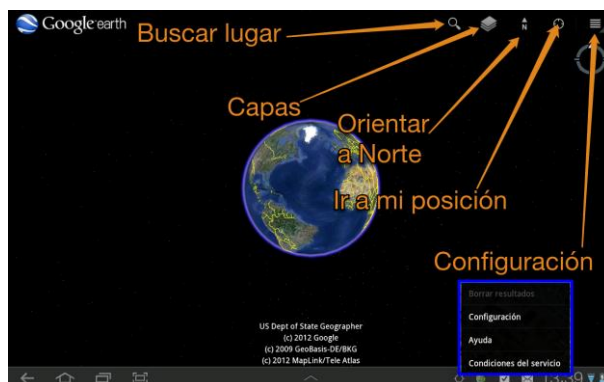 Google earth
Buscar lugar
Capas
Orientar
a Norte
Ir a mi posición
Configuración
Borrar resultados
Configuración
Ayuda
Condiciones del servicio
US Dept of State Geographer
(c) 2012 Google
(c) 2009 GeoBasis-DE/BKG
(c) 2012 MapLink/Tele Atlas
N